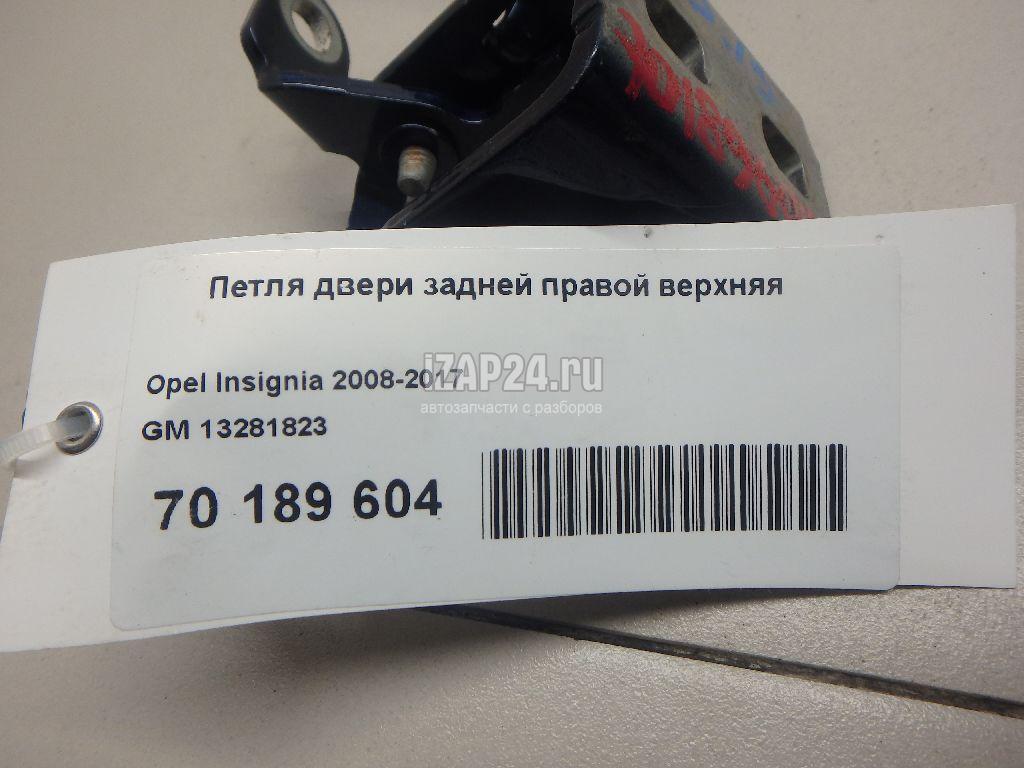 Петля двери задней правой верхняя
Opel Insignia 2008-2017
iZAP24.ru
автозапчасти с разборов
GM 13281823
70 189 604